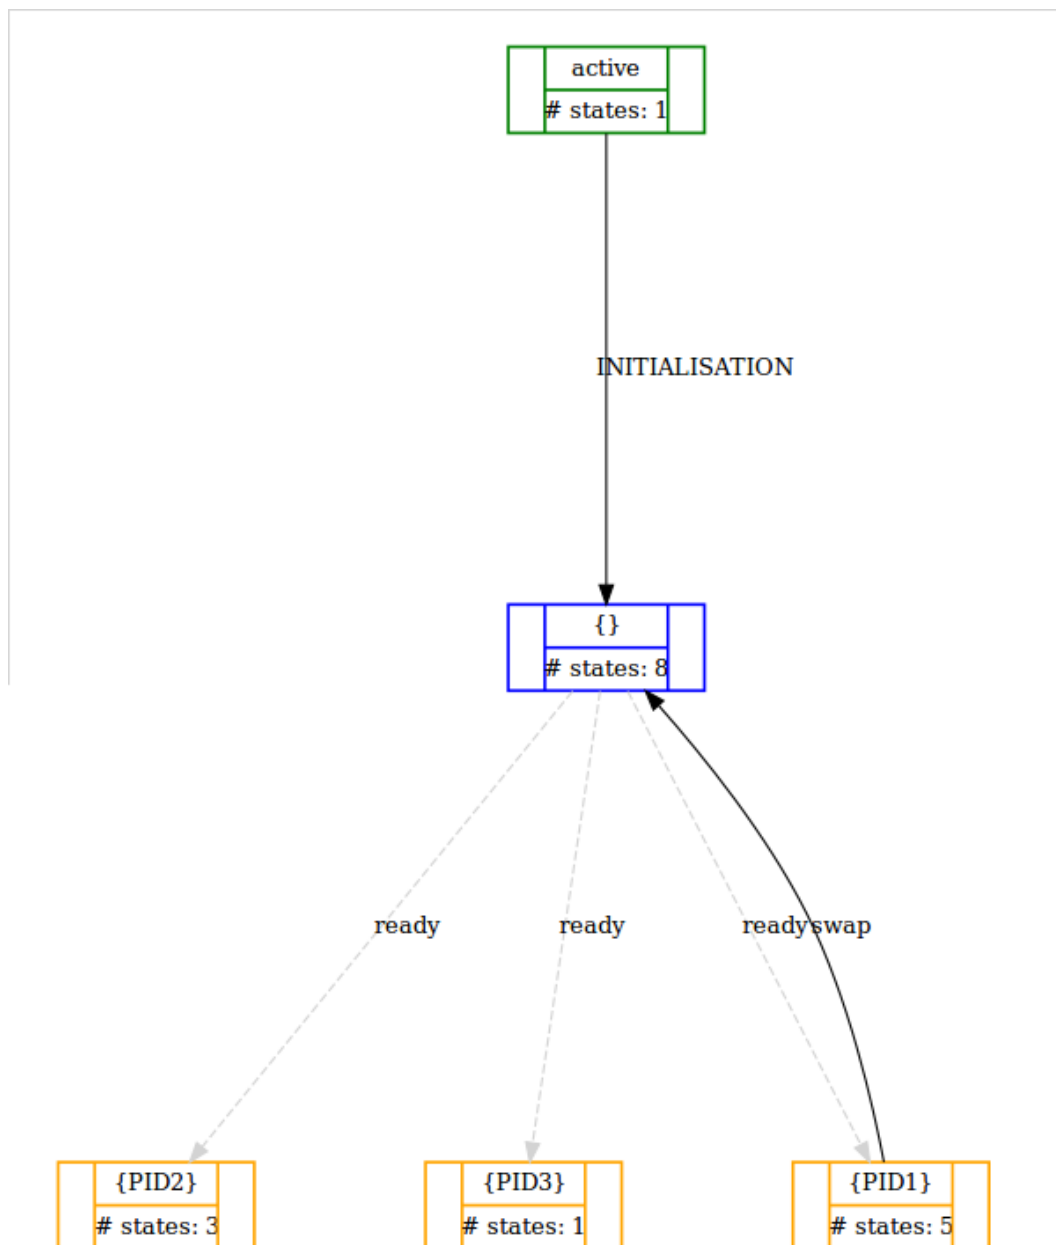 active
# states: 1
INITIALISATION
{}
# states: 8
ready
ready
ready
swap
{PID2}
{PID3}
{PID1}
# states: 3
# states: 1
# states: 5